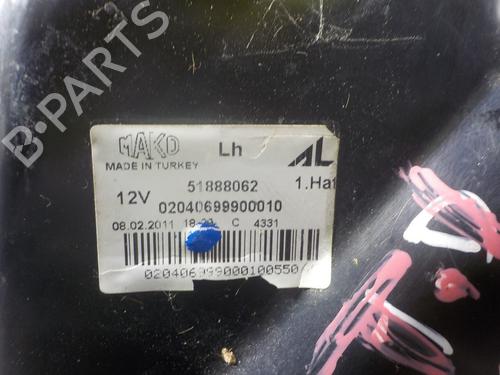 B-PARTS
MAKO Lh AL
MADE IN TURKEY
12V 51888062 1.Hat
02040699900010
08.02.2011 C 4331
020406999000100550